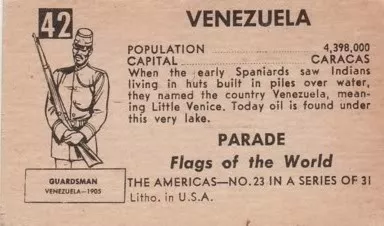 42
VENEZUELA
POPULATION 4,398,000
CAPITAL CARACAS
When the early Spaniards saw Indians
living in huts built in piles over water,
they named the country Venezuela, mean-
ing Little Venice. Today oil is found under
this very lake.
PARADE
Flags of the World
THE AMERICAS—NO. 23 IN A SERIES OF 31
Litho. in U.S.A.
GUARDSMAN
VENEZUELA—1905